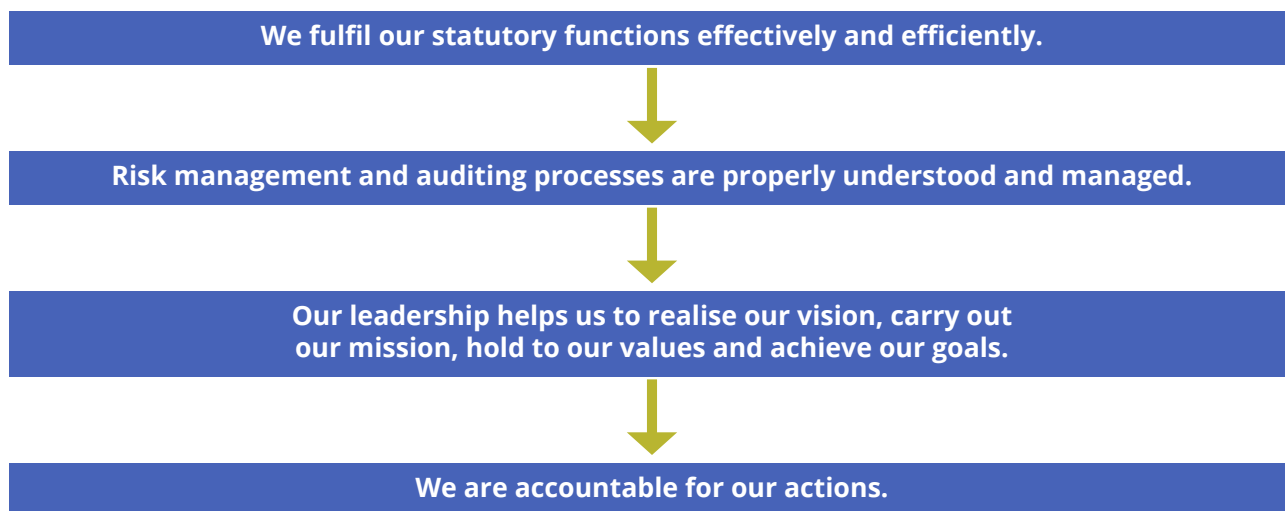 We fulfil our statutory functions effectively and efficiently.
Risk management and auditing processes are properly understood and managed.
Our leadership helps us to realise our vision, carry out
our mission, hold to our values and achieve our goals.
We are accountable for our actions.